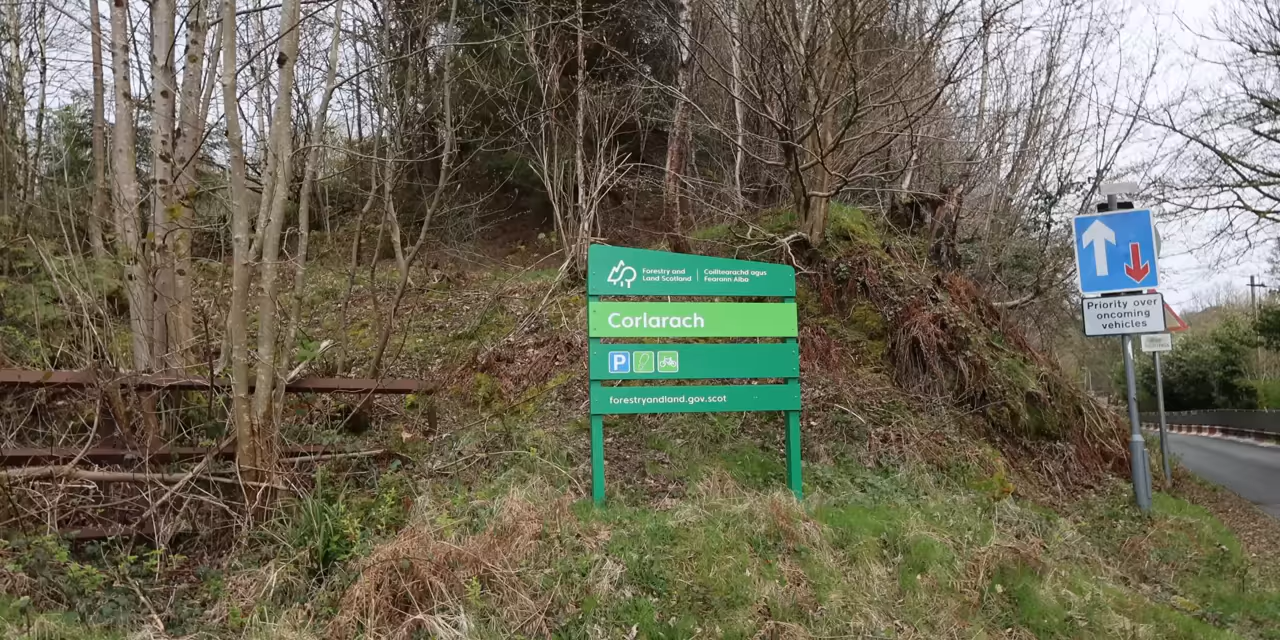 Forestry and
Land Scotland
Coilltearachd agus
Fearann Alba
Corlarach
P
forestryandland.gov.scot
Priority over
oncoming
vehicles